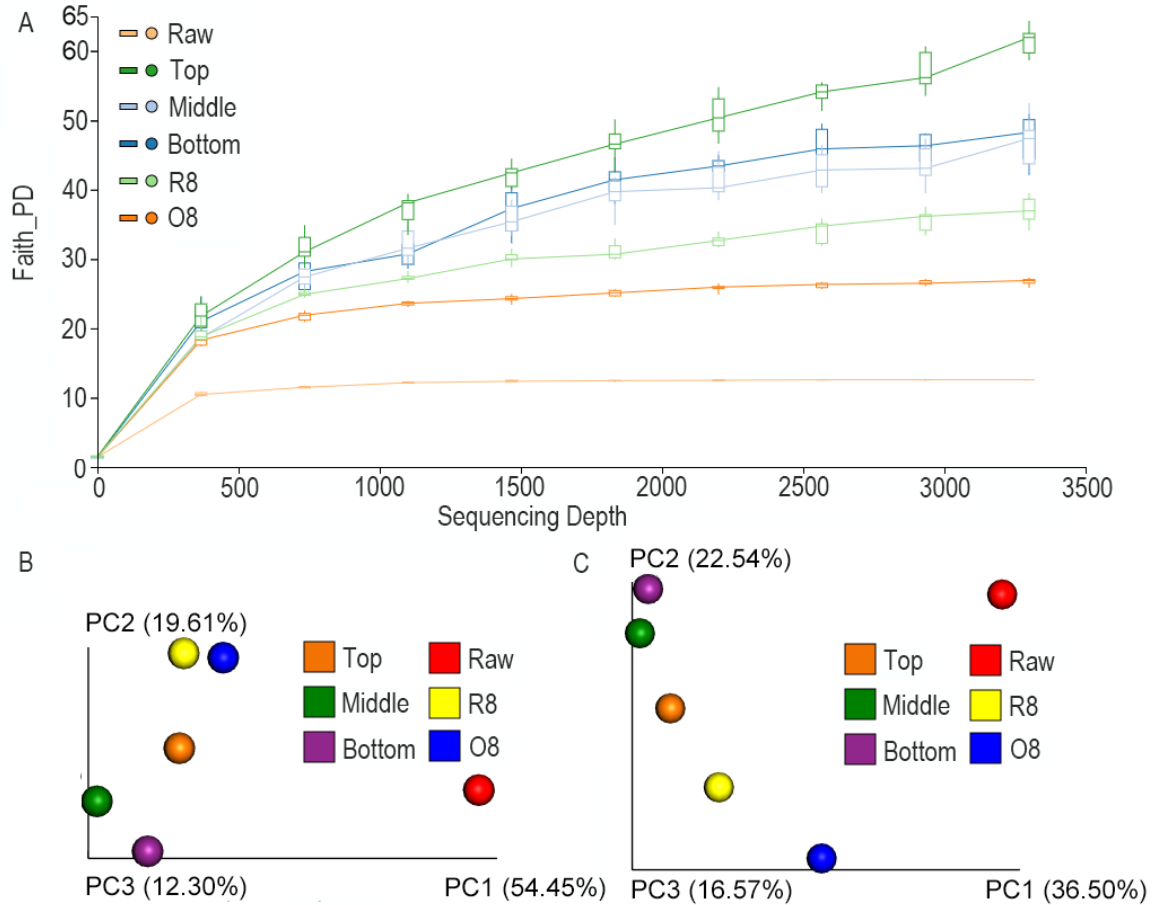 A
65
60
50
40
30
20
10
0
Faith_PD
Raw
Top
Middle
Bottom
R8
O8
0 500 1000 1500 2000 2500 3000 3500
Sequencing Depth
B
PC2 (19.61%)
Top Raw
Middle R8
Bottom O8
PC3 (12.30%) PC1 (54.45%)
C
PC2 (22.54%)
Top Raw
Middle R8
Bottom O8
PC3 (16.57%) PC1 (36.50%)